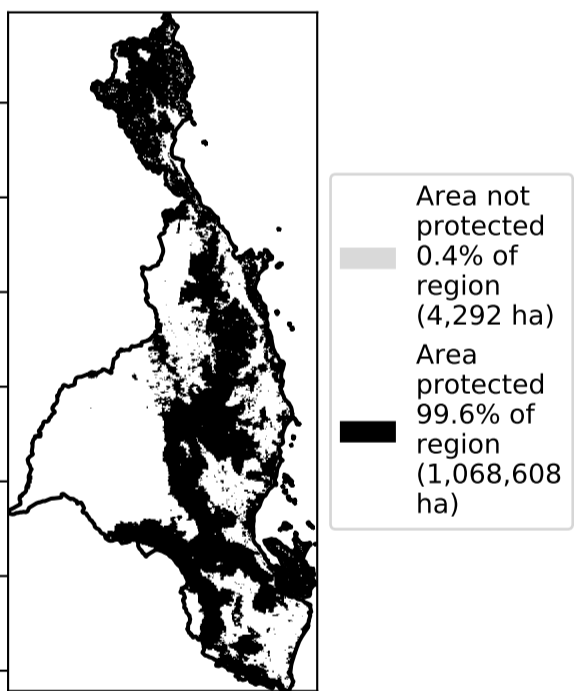 Area not
protected
0.4% of
region
(4,292 ha)
Area
protected
99.6% of
region
(1,068,608
ha)